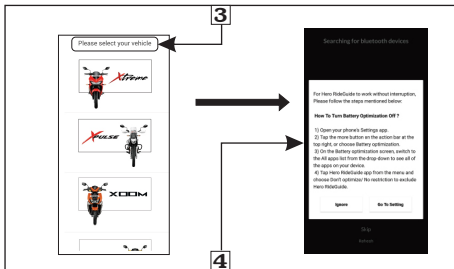 3
Please select your vehicle
Xtreme
XPULSE
XOOM
Searching for bluetooth devices
For Hero RideGuide to work without interruption,
Please follow the steps mentioned below:
How To Turn Battery Optimization Off ?
1) Open your phone's Settings app.
2) Tap the more button on the action bar at the
top right, or choose Battery optimization.
3) On the Battery optimization screen, switch to
the All apps list from the drop-down to see all of
the apps on your device.
4) Tap Hero RideGuide app from the menu and
choose Don't optimize/ No restriction to exclude
Hero RideGuide.
Ignore Go To Setting
Skip
4